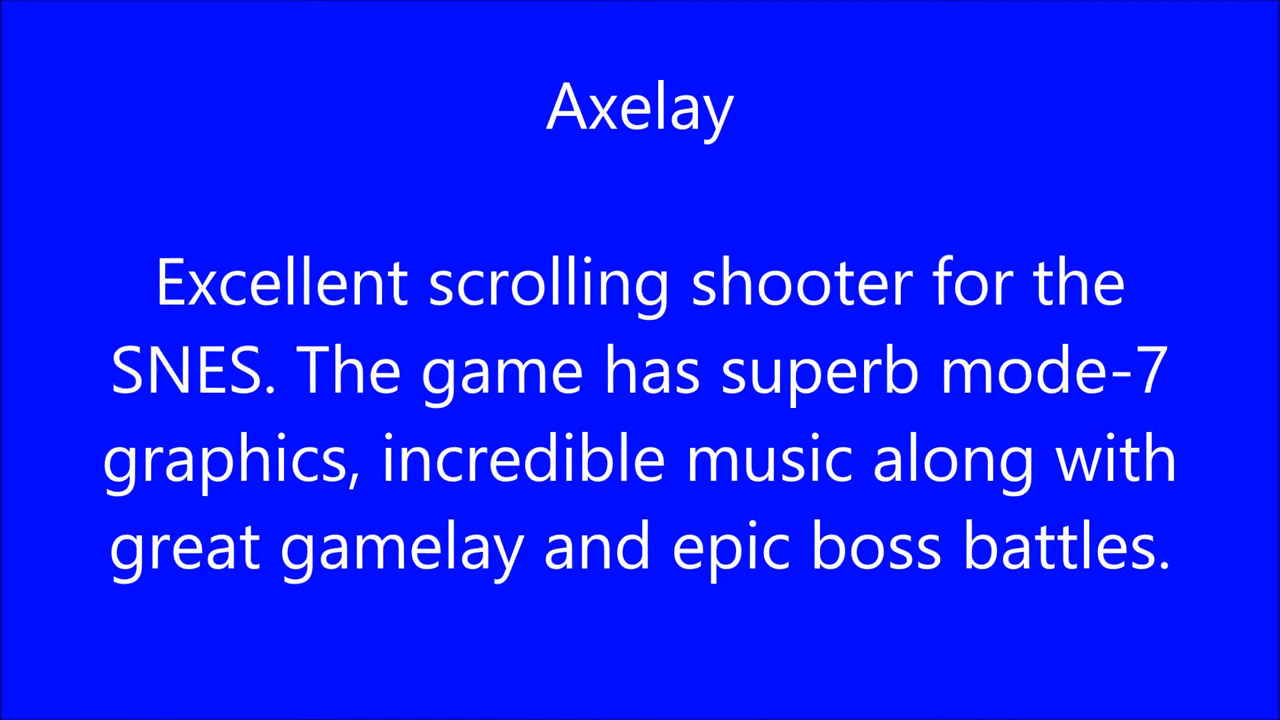 Axelay
Excellent scrolling shooter for the
SNES. The game has superb mode-7
graphics, incredible music along with
great gamelay and epic boss battles.